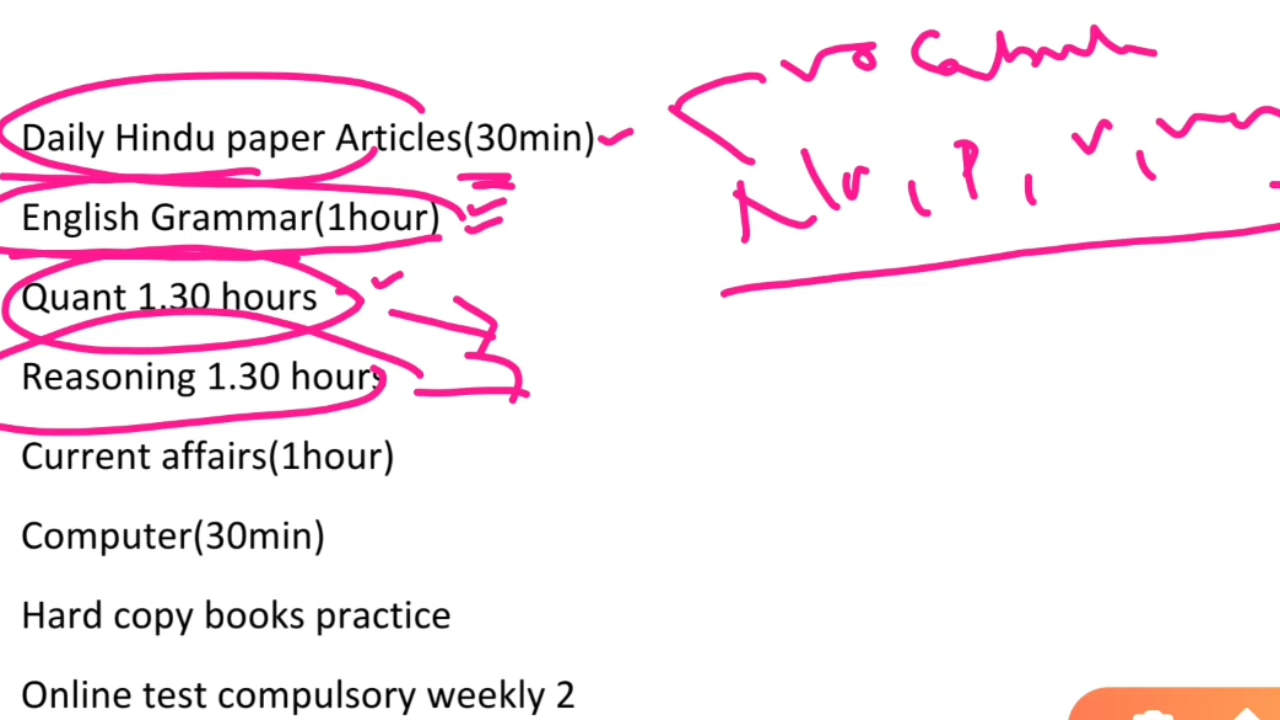 Daily Hindu paper Articles(30min)
English Grammar(1hour)
Quant 1.30 hours
Reasoning 1.30 hours
Current affairs(1hour)
Computer(30min)
Hard copy books practice
Online test compulsory weekly 2